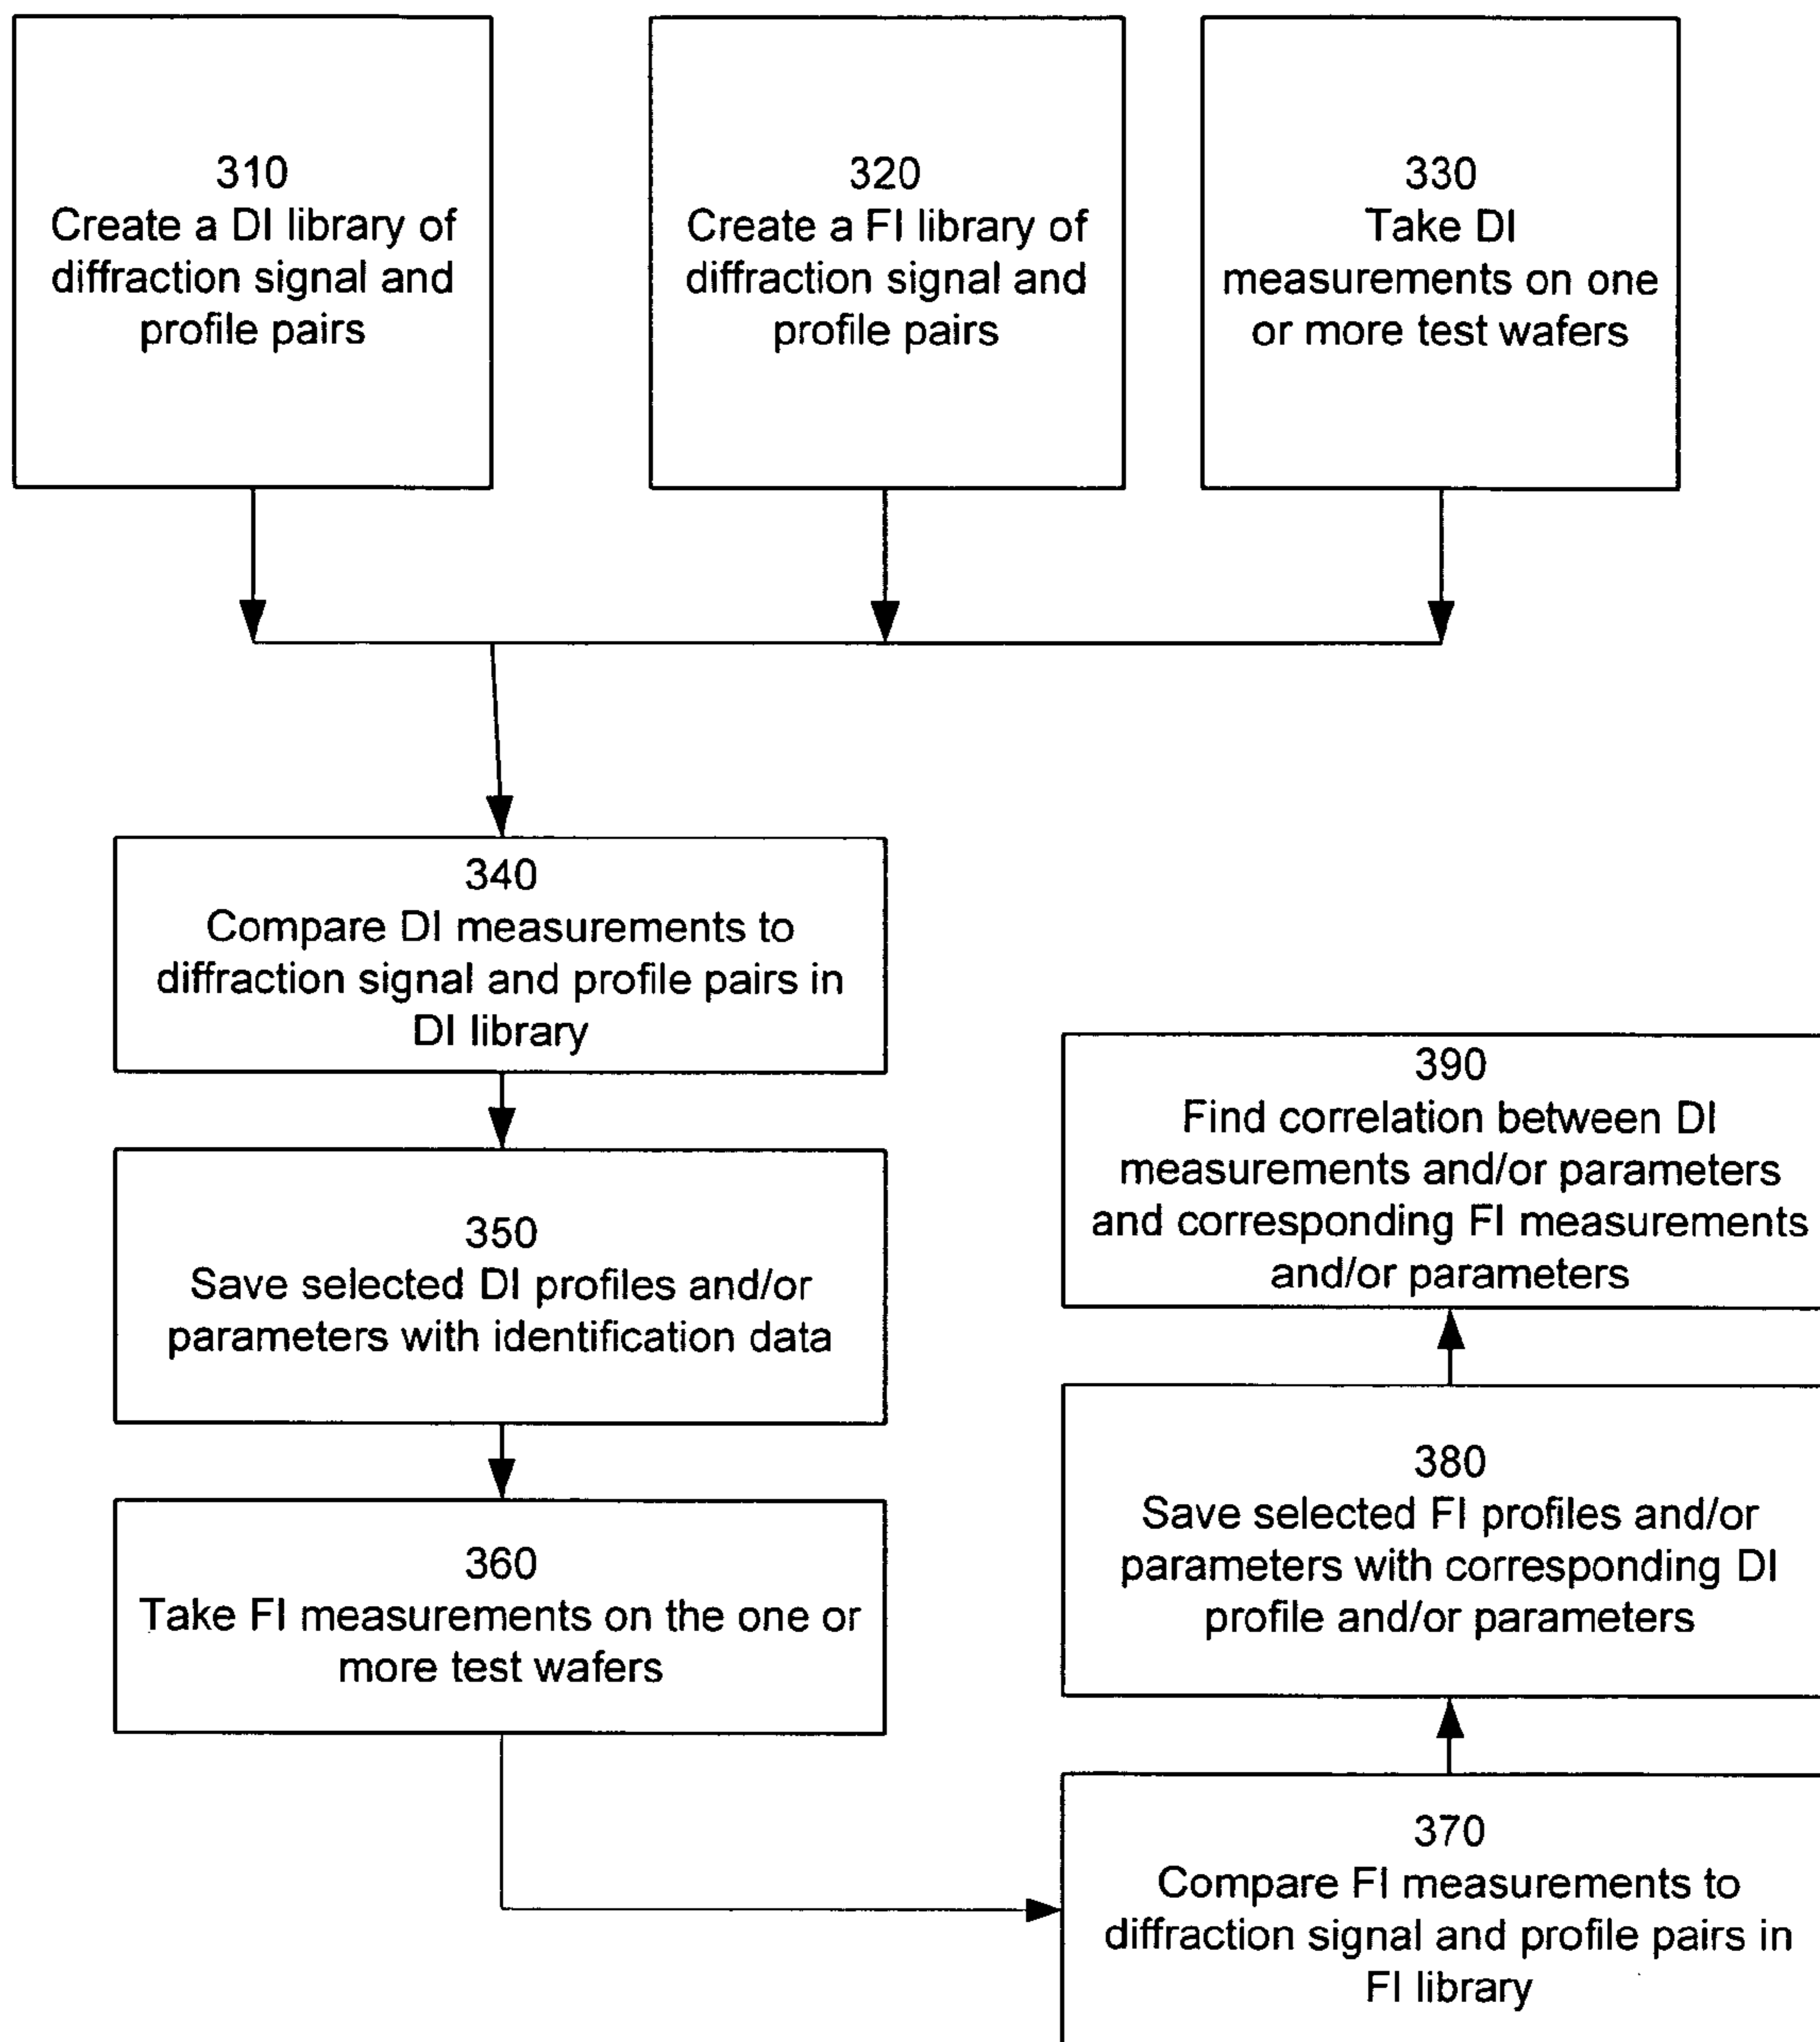 310
Create a DI library of
diffraction signal and
profile pairs
320
Create a FI library of
diffraction signal and
profile pairs
330
Take DI
measurements on one
or more test wafers
340
Compare DI measurements to
diffraction signal and profile pairs in
DI library
350
Save selected DI profiles and/or
parameters with identification data
360
Take FI measurements on the one or
more test wafers
370
Compare FI measurements to
diffraction signal and profile pairs in
FI library
380
Save selected FI profiles and/or
parameters with corresponding DI
profile and/or parameters
390
Find correlation between DI
measurements and/or parameters
and corresponding FI measurements
and/or parameters